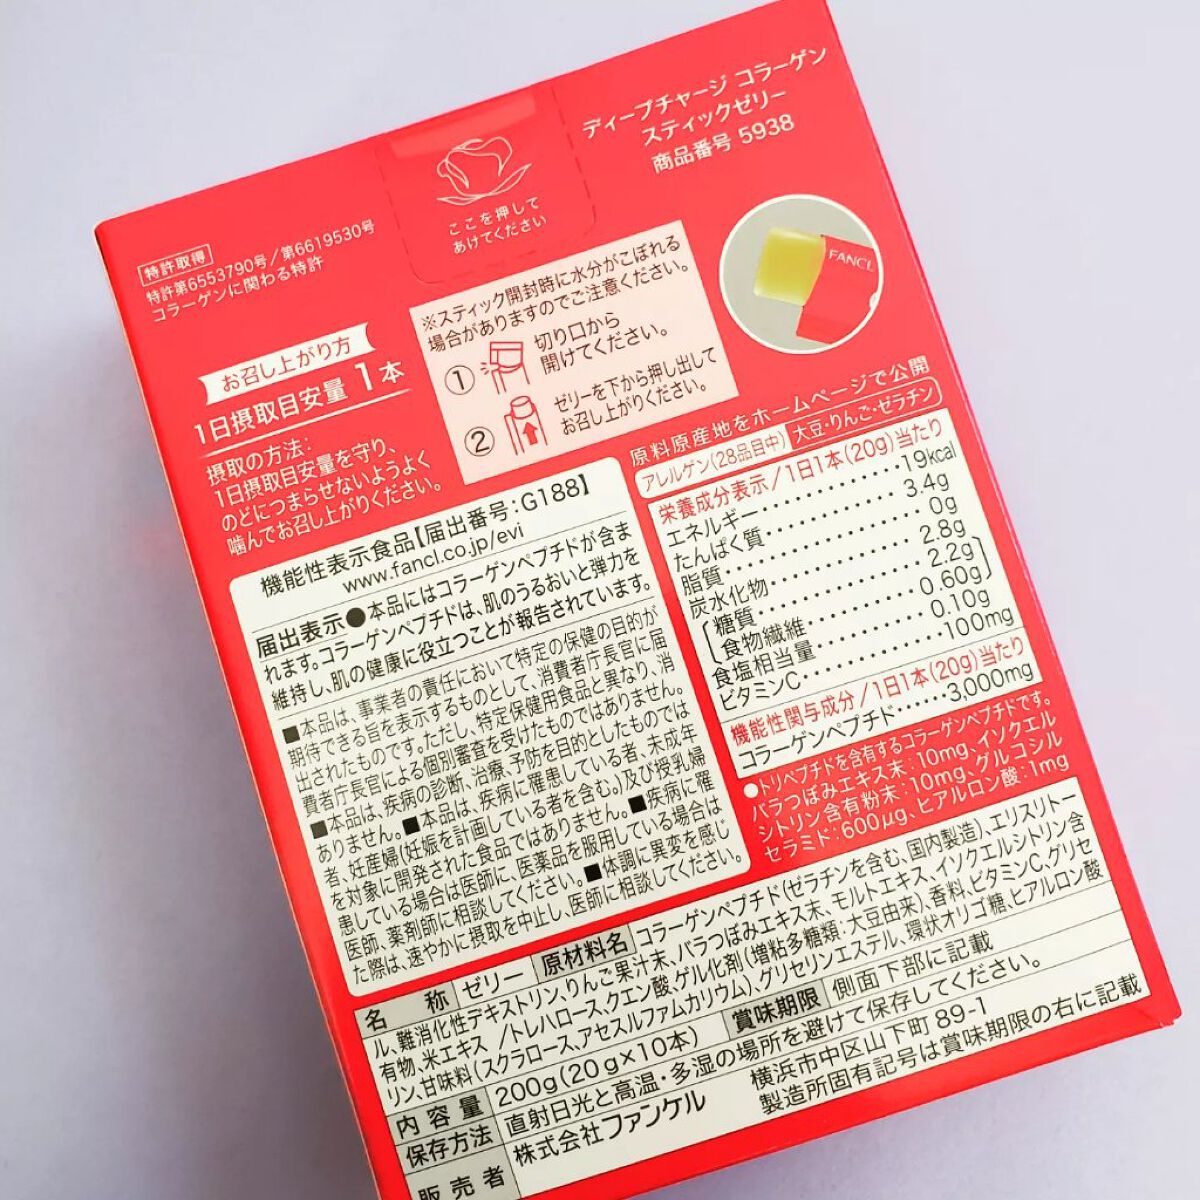 ディープチャージ コラーゲン
スティックゼリー
商品番号 5938
ここを押して
あけてください
特許取得
特許第6553790号/第6619530号
コラーゲンに関わる特許
FANCL
お召し上がり方
1日摂取目安量 1本
摂取の方法:
1日摂取目安量を守り、
のどにつまらせないようよく
噛んでお召し上がりください。
※スティック開封時に水分がこぼれる
場合がありますのでご注意ください。
① 切り口から
開けてください。
② ゼリーを下から押し出して
お召し上がりください。
原料原産地をホームページで公開
アレルゲン(28品目中) 大豆・りんご・ゼラチン
栄養成分表示/1日1本(20g)当たり
エネルギー・・・・・・・・・・19kcal
たんぱく質・・・・・・・・・・3.4g
脂質・・・・・・・・・・0g
炭水化物・・・・・・・・・・2.8g
糖質・・・・・・・・・・2.2g
食物繊維・・・・・・・・・・0.60g
食塩相当量・・・・・・・・・・0.10g
ビタミンC・・・・・・・・・・100mg
機能性関与成分/1日1本(20g)当たり
コラーゲンペプチド・・・・・3,000mg
●トリペプチドを含有するコラーゲンペプチドです。
バラつぼみエキス末:10mg、イソクエル
シトリン含有粉末:10mg、グルコシル
セラミド:600μg、ヒアルロン酸:1mg
機能性表示食品【届出番号:G188】
www.fancl.co.jp/evi
届出表示●本品にはコラーゲンペプチドが含ま
れます。コラーゲンペプチドは、肌のうるおいと弾力を
維持し、肌の健康に役立つことが報告されています。
■本品は、事業者の責任において特定の保健の目的が
期待できる旨を表示するものとして、消費者庁長官に届
出されたものです。ただし、特定保健用食品と異なり、消
費者庁長官による個別審査を受けたものではありません。
■本品は、疾病の診断、治療、予防を目的としたものでは
ありません。■本品は、疾病に罹患している者、未成年
者、妊産婦(妊娠を計画している者を含む。)及び授乳婦
を対象に開発された食品ではありません。■疾病に罹
患している場合は医師に、医薬品を服用している場合は
医師、薬剤師に相談してください。■体調に異変を感じ
た際は、速やかに摂取を中止し、医師に相談してください。
名称 ゼリー 原材料名 コラーゲンペプチド(ゼラチンを含む、国内製造)、エリスリトー
ル、難消化性デキストリン、りんご果汁末、バラつぼみエキス末、モルトエキス、イソクエルシトリン含
有物、米エキス/トレハロース、クエン酸、ゲル化剤(増粘多糖類:大豆由来)、香料、ビタミンC、グリセ
リン、甘味料(スクラロース、アセスルファムカリウム)、グリセリンエステル、環状オリゴ糖、ヒアルロン酸
内容量 200g(20g×10本) 賞味期限 側面下部に記載
保存方法 直射日光と高温・多湿の場所を避けて保存してください。
販売者 株式会社ファンケル 横浜市中区山下町 89-1
製造所固有記号は賞味期限の右に記載